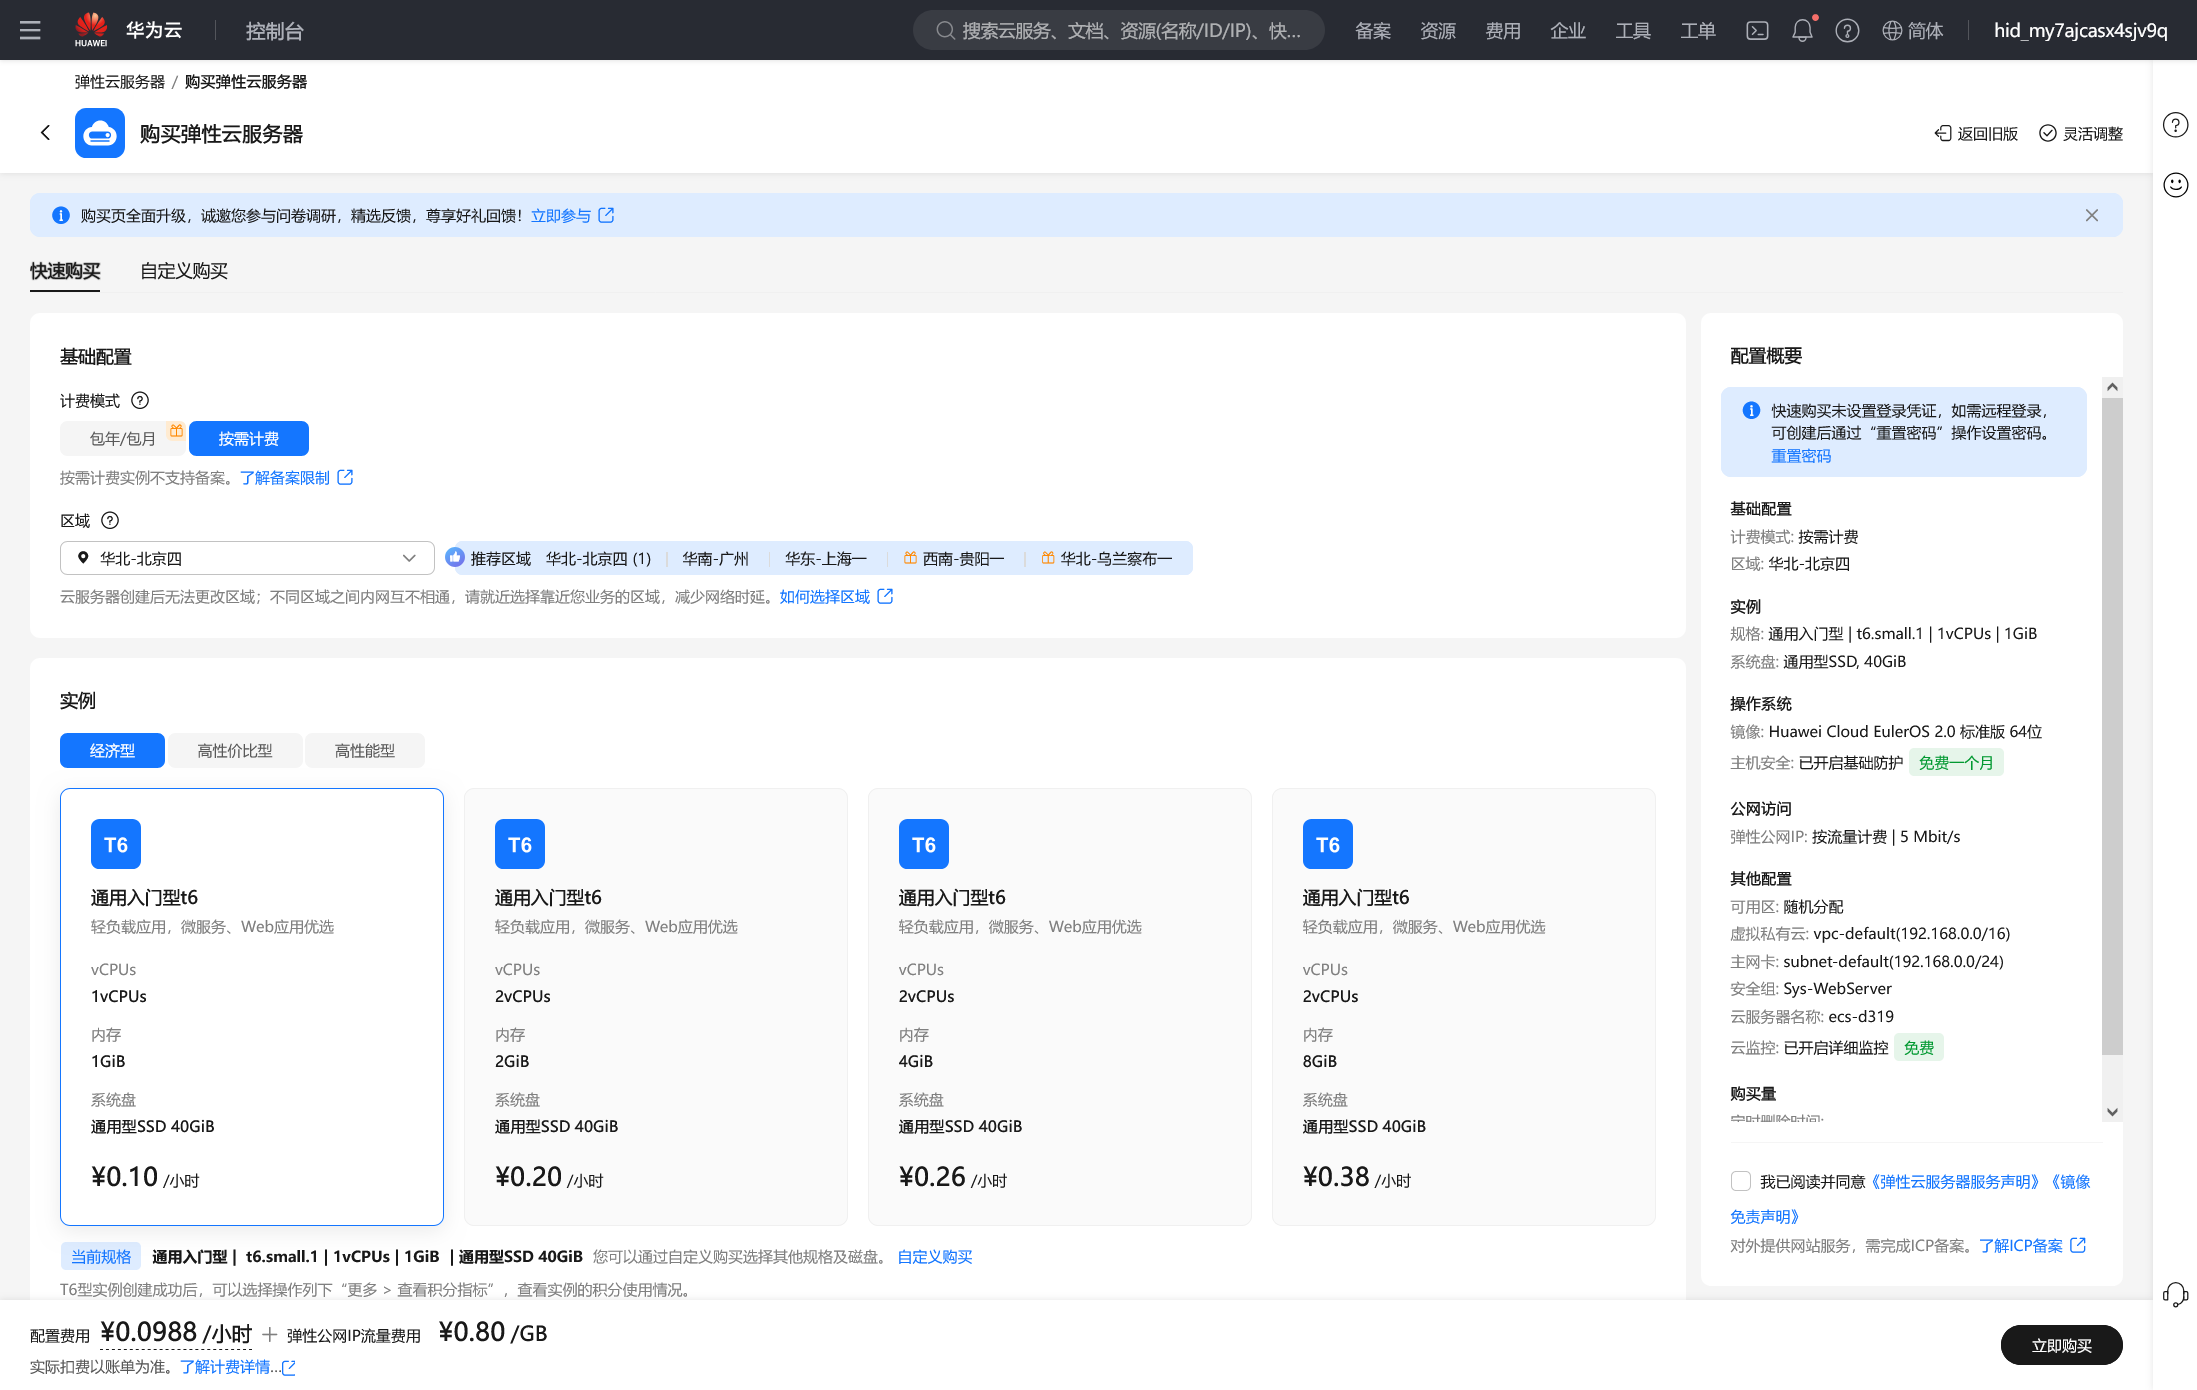 HUAWEI 华为云 控制台 搜索云服务、文档、资源(名称/ID/IP)、快... 备案 资源 费用 企业 工具 工单 简体 hid_my7ajcasx4sjv9q
弹性云服务器 / 购买弹性云服务器
购买弹性云服务器 返回旧版 灵活调整
购买页全面升级，诚邀您参与问卷调研，精选反馈，尊享好礼回馈！立即参与
快速购买 自定义购买
基础配置
计费模式
包年/包月 按需计费
按需计费实例不支持备案。了解备案限制
区域
华北-北京四 推荐区域 华北-北京四 (1) 华南-广州 华东-上海一 西南-贵阳一 华北-乌兰察布一
云服务器创建后无法更改区域；不同区域之间内网互不相通，请就近选择靠近您业务的区域，减少网络时延。如何选择区域
实例
经济型 高性价比型 高性能型
T6
通用入门型t6
轻负载应用，微服务、Web应用优选
vCPUs
1vCPUs
内存
1GiB
系统盘
通用型SSD 40GiB
¥0.10 /小时
T6
通用入门型t6
轻负载应用，微服务、Web应用优选
vCPUs
2vCPUs
内存
2GiB
系统盘
通用型SSD 40GiB
¥0.20 /小时
T6
通用入门型t6
轻负载应用，微服务、Web应用优选
vCPUs
2vCPUs
内存
4GiB
系统盘
通用型SSD 40GiB
¥0.26 /小时
T6
通用入门型t6
轻负载应用，微服务、Web应用优选
vCPUs
2vCPUs
内存
8GiB
系统盘
通用型SSD 40GiB
¥0.38 /小时
当前规格 通用入门型 | t6.small.1 | 1vCPUs | 1GiB | 通用型SSD 40GiB 您可以通过自定义购买选择其他规格及磁盘。 自定义购买
T6型实例创建成功后，可以选择操作列下“更多 > 查看积分指标”，查看实例的积分使用情况。
配置概要
快速购买未设置登录凭证，如需远程登录，
可创建后通过“重置密码”操作设置密码。
重置密码
基础配置
计费模式: 按需计费
区域: 华北-北京四
实例
规格: 通用入门型 | t6.small.1 | 1vCPUs | 1GiB
系统盘: 通用型SSD, 40GiB
操作系统
镜像: Huawei Cloud EulerOS 2.0 标准版 64位
主机安全: 已开启基础防护 免费一个月
公网访问
弹性公网IP: 按流量计费 | 5 Mbit/s
其他配置
可用区: 随机分配
虚拟私有云: vpc-default(192.168.0.0/16)
主网卡: subnet-default(192.168.0.0/24)
安全组: Sys-WebServer
云服务器名称: ecs-d319
云监控: 已开启详细监控 免费
购买量
定时删除时间:
我已阅读并同意《弹性云服务器服务声明》《镜像
免责声明》
对外提供网站服务，需完成ICP备案。了解ICP备案
配置费用 ¥0.0988 /小时 + 弹性公网IP流量费用 ¥0.80 /GB
实际扣费以账单为准。了解计费详情...
立即购买